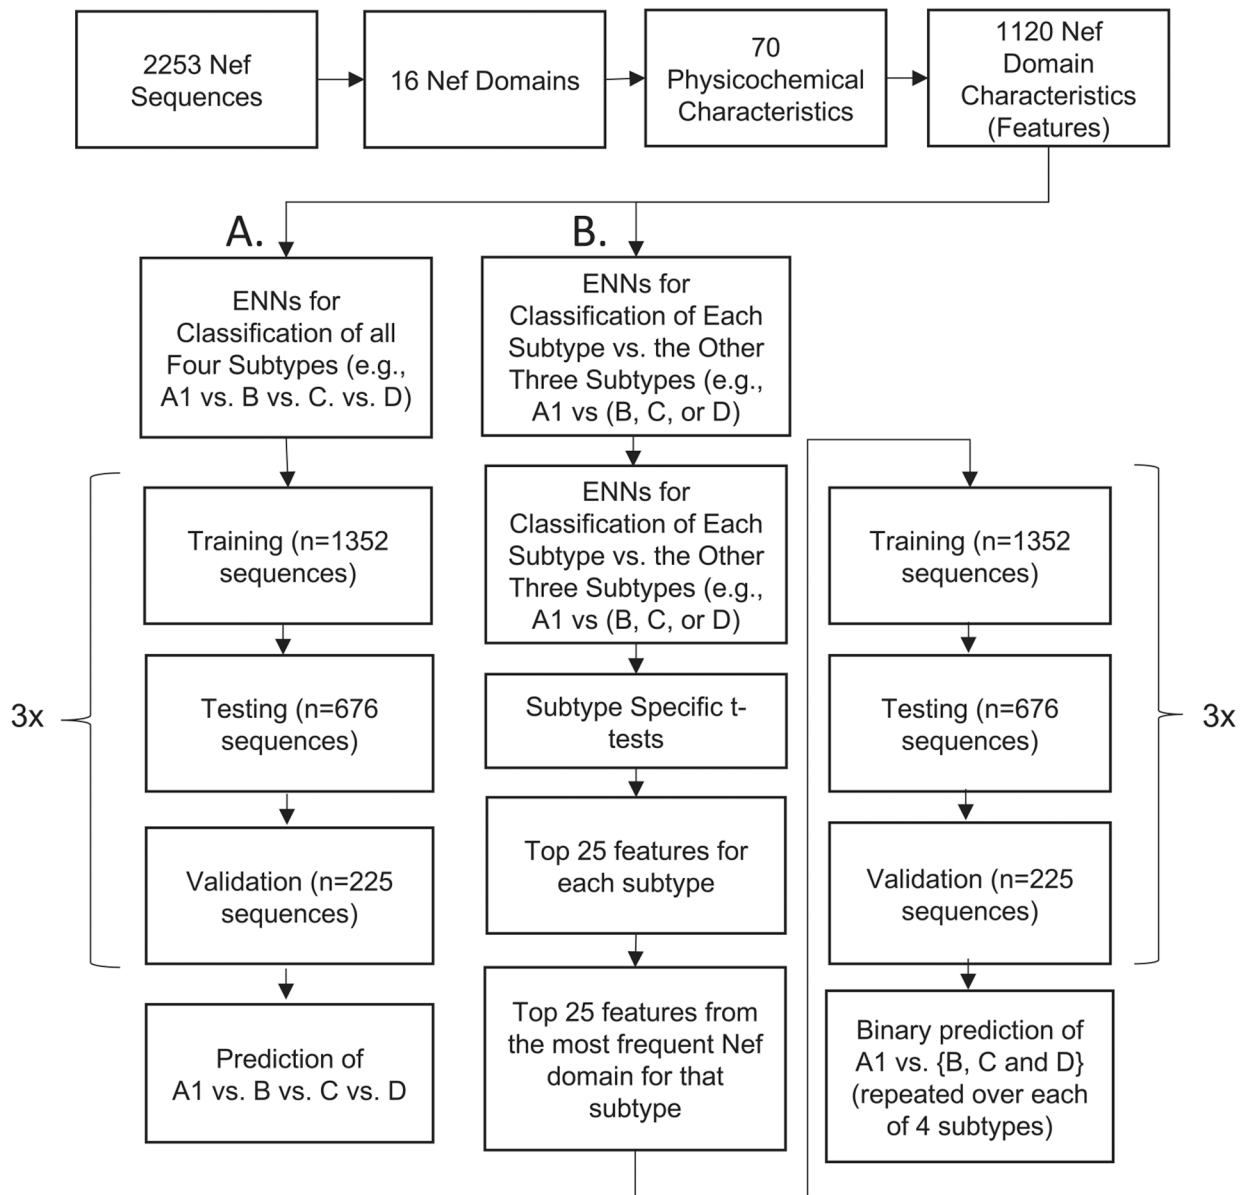 2253 Nef
Sequences
16 Nef Domains
70
Physicochemical
Characteristics
1120 Nef
Domain
Characteristics
(Features)
A.
ENNs for
Classification of all
Four Subtypes (e.g.,
A1 vs. B vs. C. vs. D)
3x
Training (n=1352
sequences)
Testing (n=676
sequences)
Validation (n=225
sequences)
Prediction of
A1 vs. B vs. C vs. D
B.
ENNs for
Classification of Each
Subtype vs. the Other
Three Subtypes (e.g.,
A1 vs (B, C, or D)
ENNs for
Classification of Each
Subtype vs. the Other
Three Subtypes (e.g.,
A1 vs (B, C, or D)
Subtype Specific t-
tests
Top 25 features for
each subtype
Top 25 features from
the most frequent Nef
domain for that
subtype
Training (n=1352
sequences)
Testing (n=676
sequences)
Validation (n=225
sequences)
3x
Binary prediction of
A1 vs. {B, C and D}
(repeated over each
of 4 subtypes)